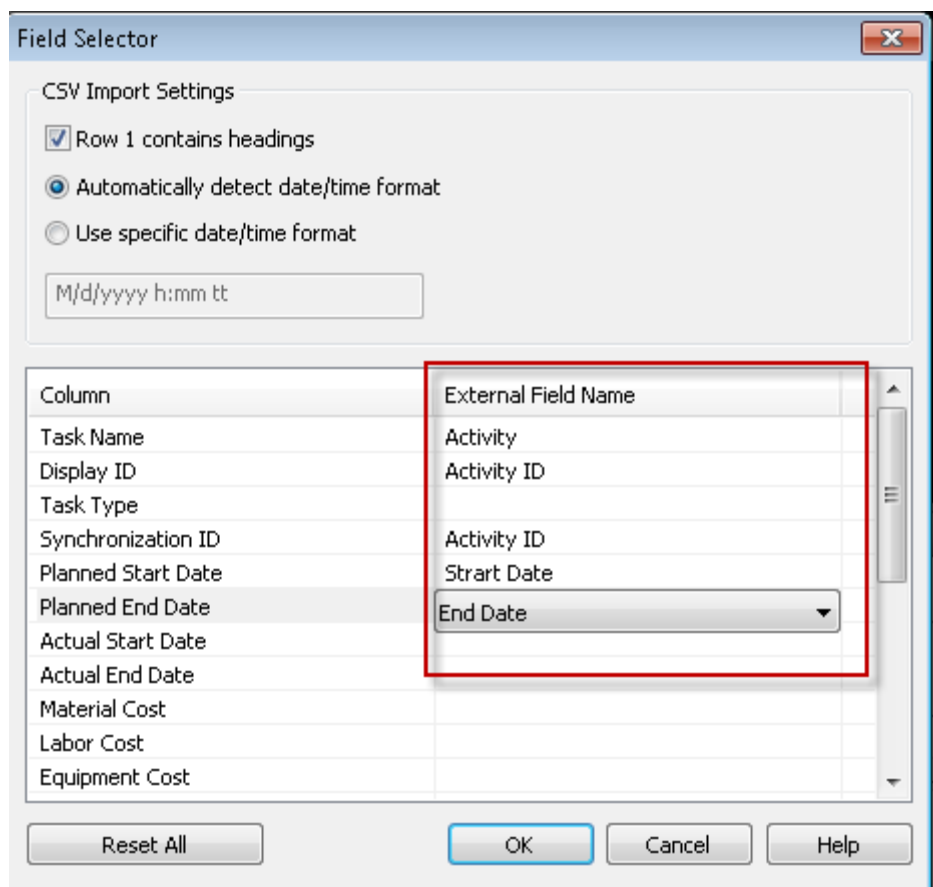 Field Selector
CSV Import Settings
Row 1 contains headings
Automatically detect date/time format
Use specific date/time format
M/d/yyyy h:mm tt
Column External Field Name
Task Name Activity
Display ID Activity ID
Task Type
Synchronization ID Activity ID
Planned Start Date Strart Date
Planned End Date End Date
Actual Start Date
Actual End Date
Material Cost
Labor Cost
Equipment Cost
Reset All OK Cancel Help